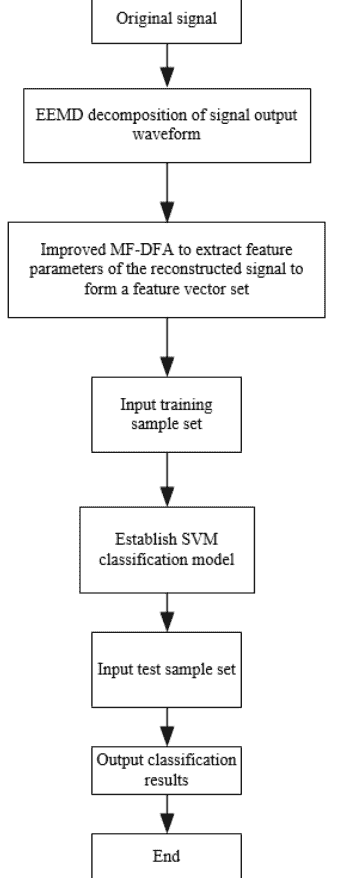 Original signal
EEMD decomposition of signal output
waveform
Improved MF-DFA to extract feature
parameters of the reconstructed signal to
form a feature vector set
Input training
sample set
Establish SVM
classification model
Input test sample set
Output classification
results
End